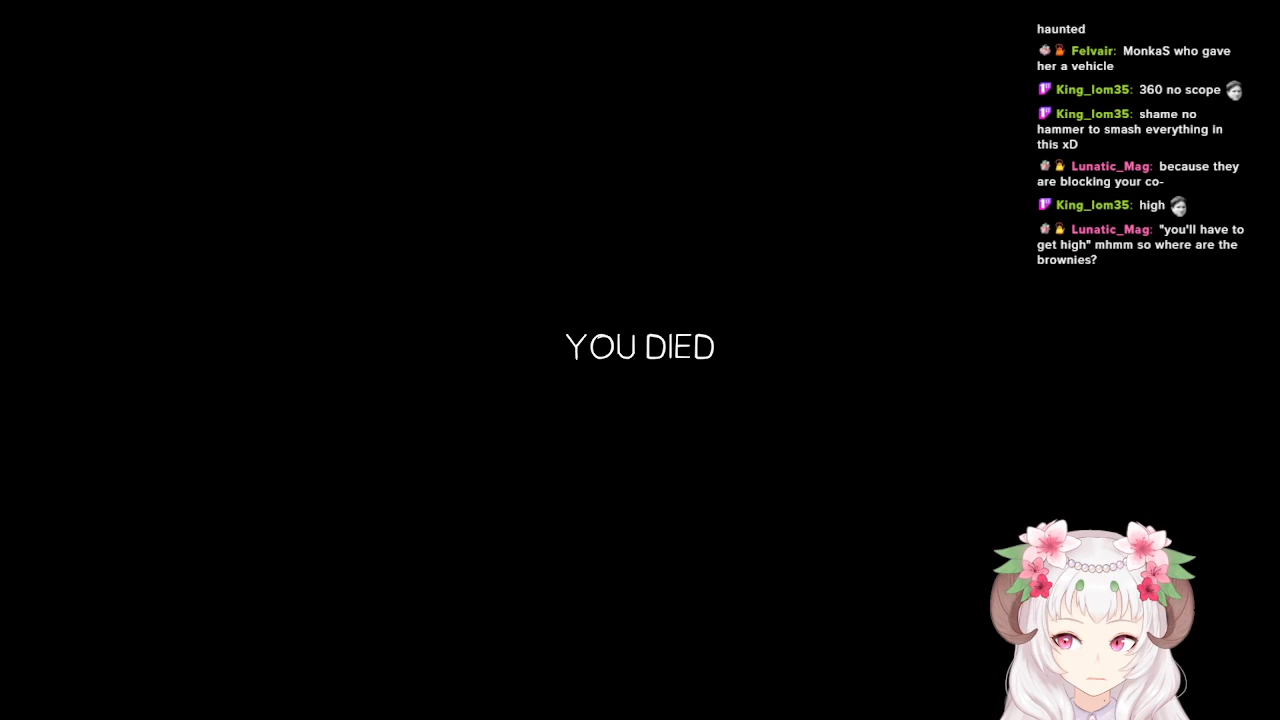 haunted
Felvair: MonkaS who gave
her a vehicle
King_lom35: 360 no scope
King_lom35: shame no
hammer to smash everything in
this xD
Lunatic_Mag: because they
are blocking your co-
King_lom35: high
Lunatic_Mag: "you'll have to
get high" mhmm so where are the
brownies?
YOU DIED